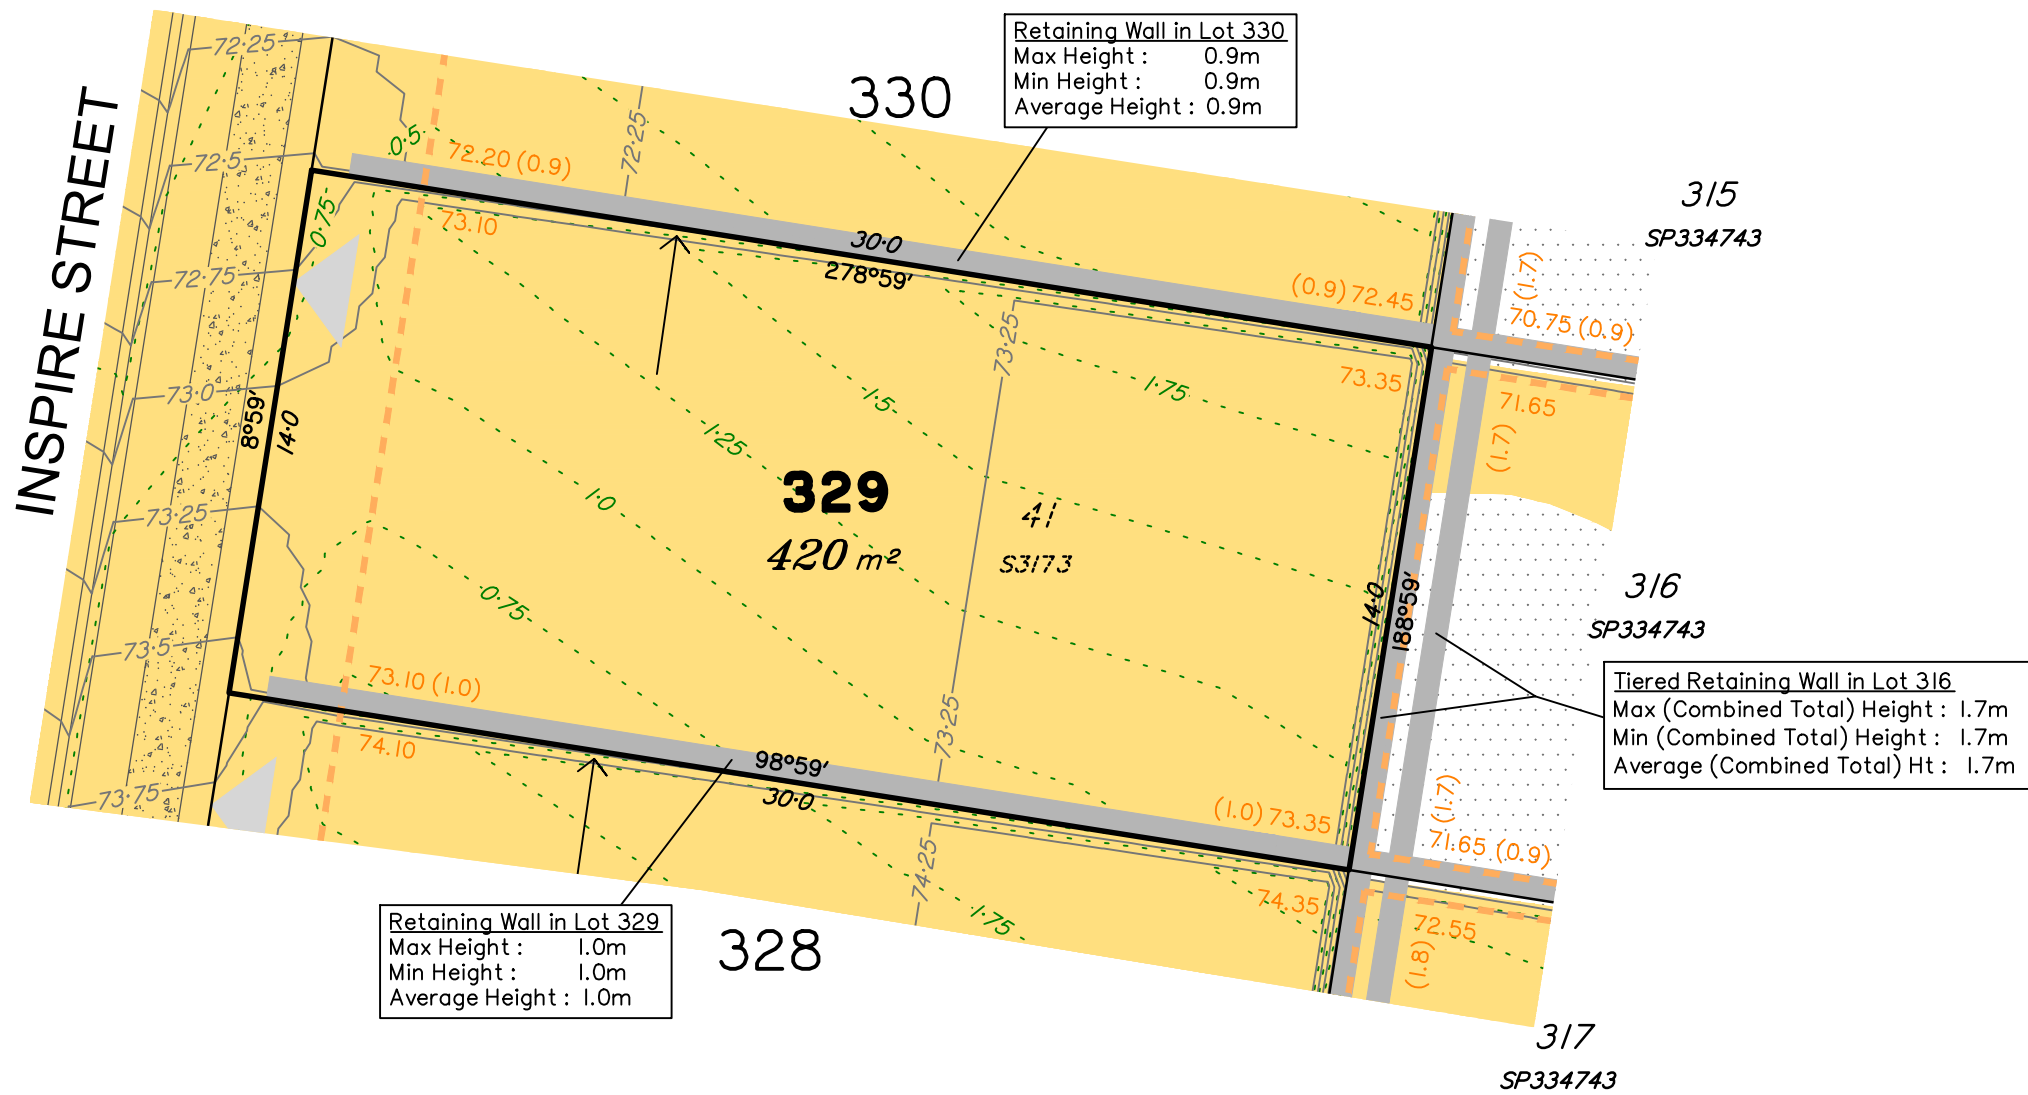 Retaining Wall in Lot 330
Max Height : 0.9m
Min Height : 0.9m
Average Height : 0.9m
330
72·25
72·5
72·75
73·0
73·25
73·5
73·75
INSPIRE STREET
0·5
72.20 (0.9)
72·25
0·75
73.10
30·0
278°59'
(0.9) 72.45
315
SP334743
(1.7)
70.75 (0.9)
73·25
73.35
1·75
71.65
(1.7)
8°59'
14·0
1·5
1·25
1·0
329
420 m²
41
S3173
0·75
14·0
188°59'
316
SP334743
Tiered Retaining Wall in Lot 316
Max (Combined Total) Height : 1.7m
Min (Combined Total) Height : 1.7m
Average (Combined Total) Ht : 1.7m
73.10 (1.0)
74.10
73·25
98°59'
30·0
(1.0) 73.35
(1.7)
71.65 (0.9)
74·25
74.35
72.55
(1.8)
1·75
328
Retaining Wall in Lot 329
Max Height : 1.0m
Min Height : 1.0m
Average Height : 1.0m
317
SP334743